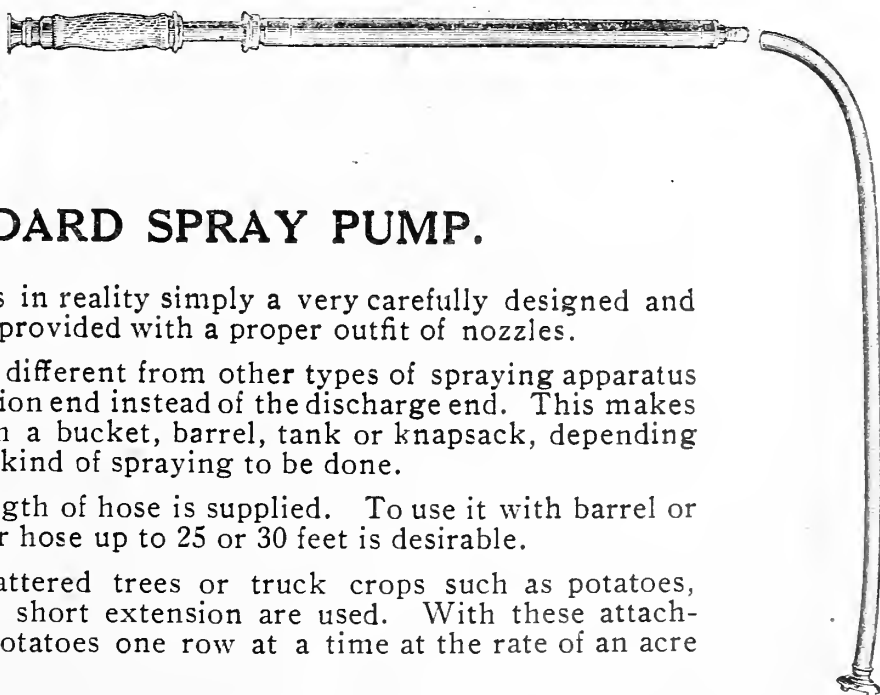 DARD SPRAY PUMP.
s in reality simply a very carefully designed and
provided with a proper outfit of nozzles.
different from other types of spraying apparatus
ion end instead of the discharge end. This makes
a bucket, barrel, tank or knapsack, depending
kind of spraying to be done.
gth of hose is supplied. To use it with barrel or
r hose up to 25 or 30 feet is desirable.
attered trees or truck crops such as potatoes,
short extension are used. With these attach-
otatoes one row at a time at the rate of an acre